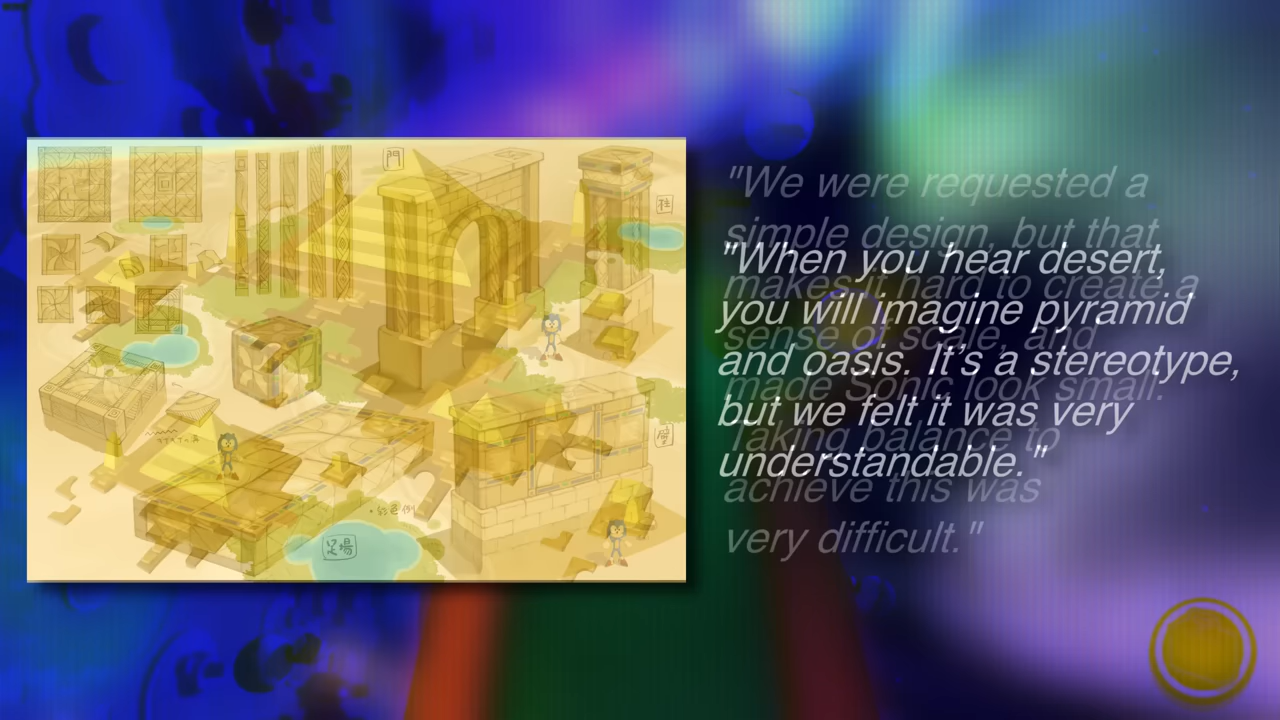 門
柱
壁
足場
"We were requested a
simple design, but that
makes it hard to create a
sense of scale, and
made Sonic look small.
Taking balance to
achieve this was
very difficult."
"When you hear desert,
you will imagine pyramid
and oasis. It's a stereotype,
but we felt it was very
understandable."